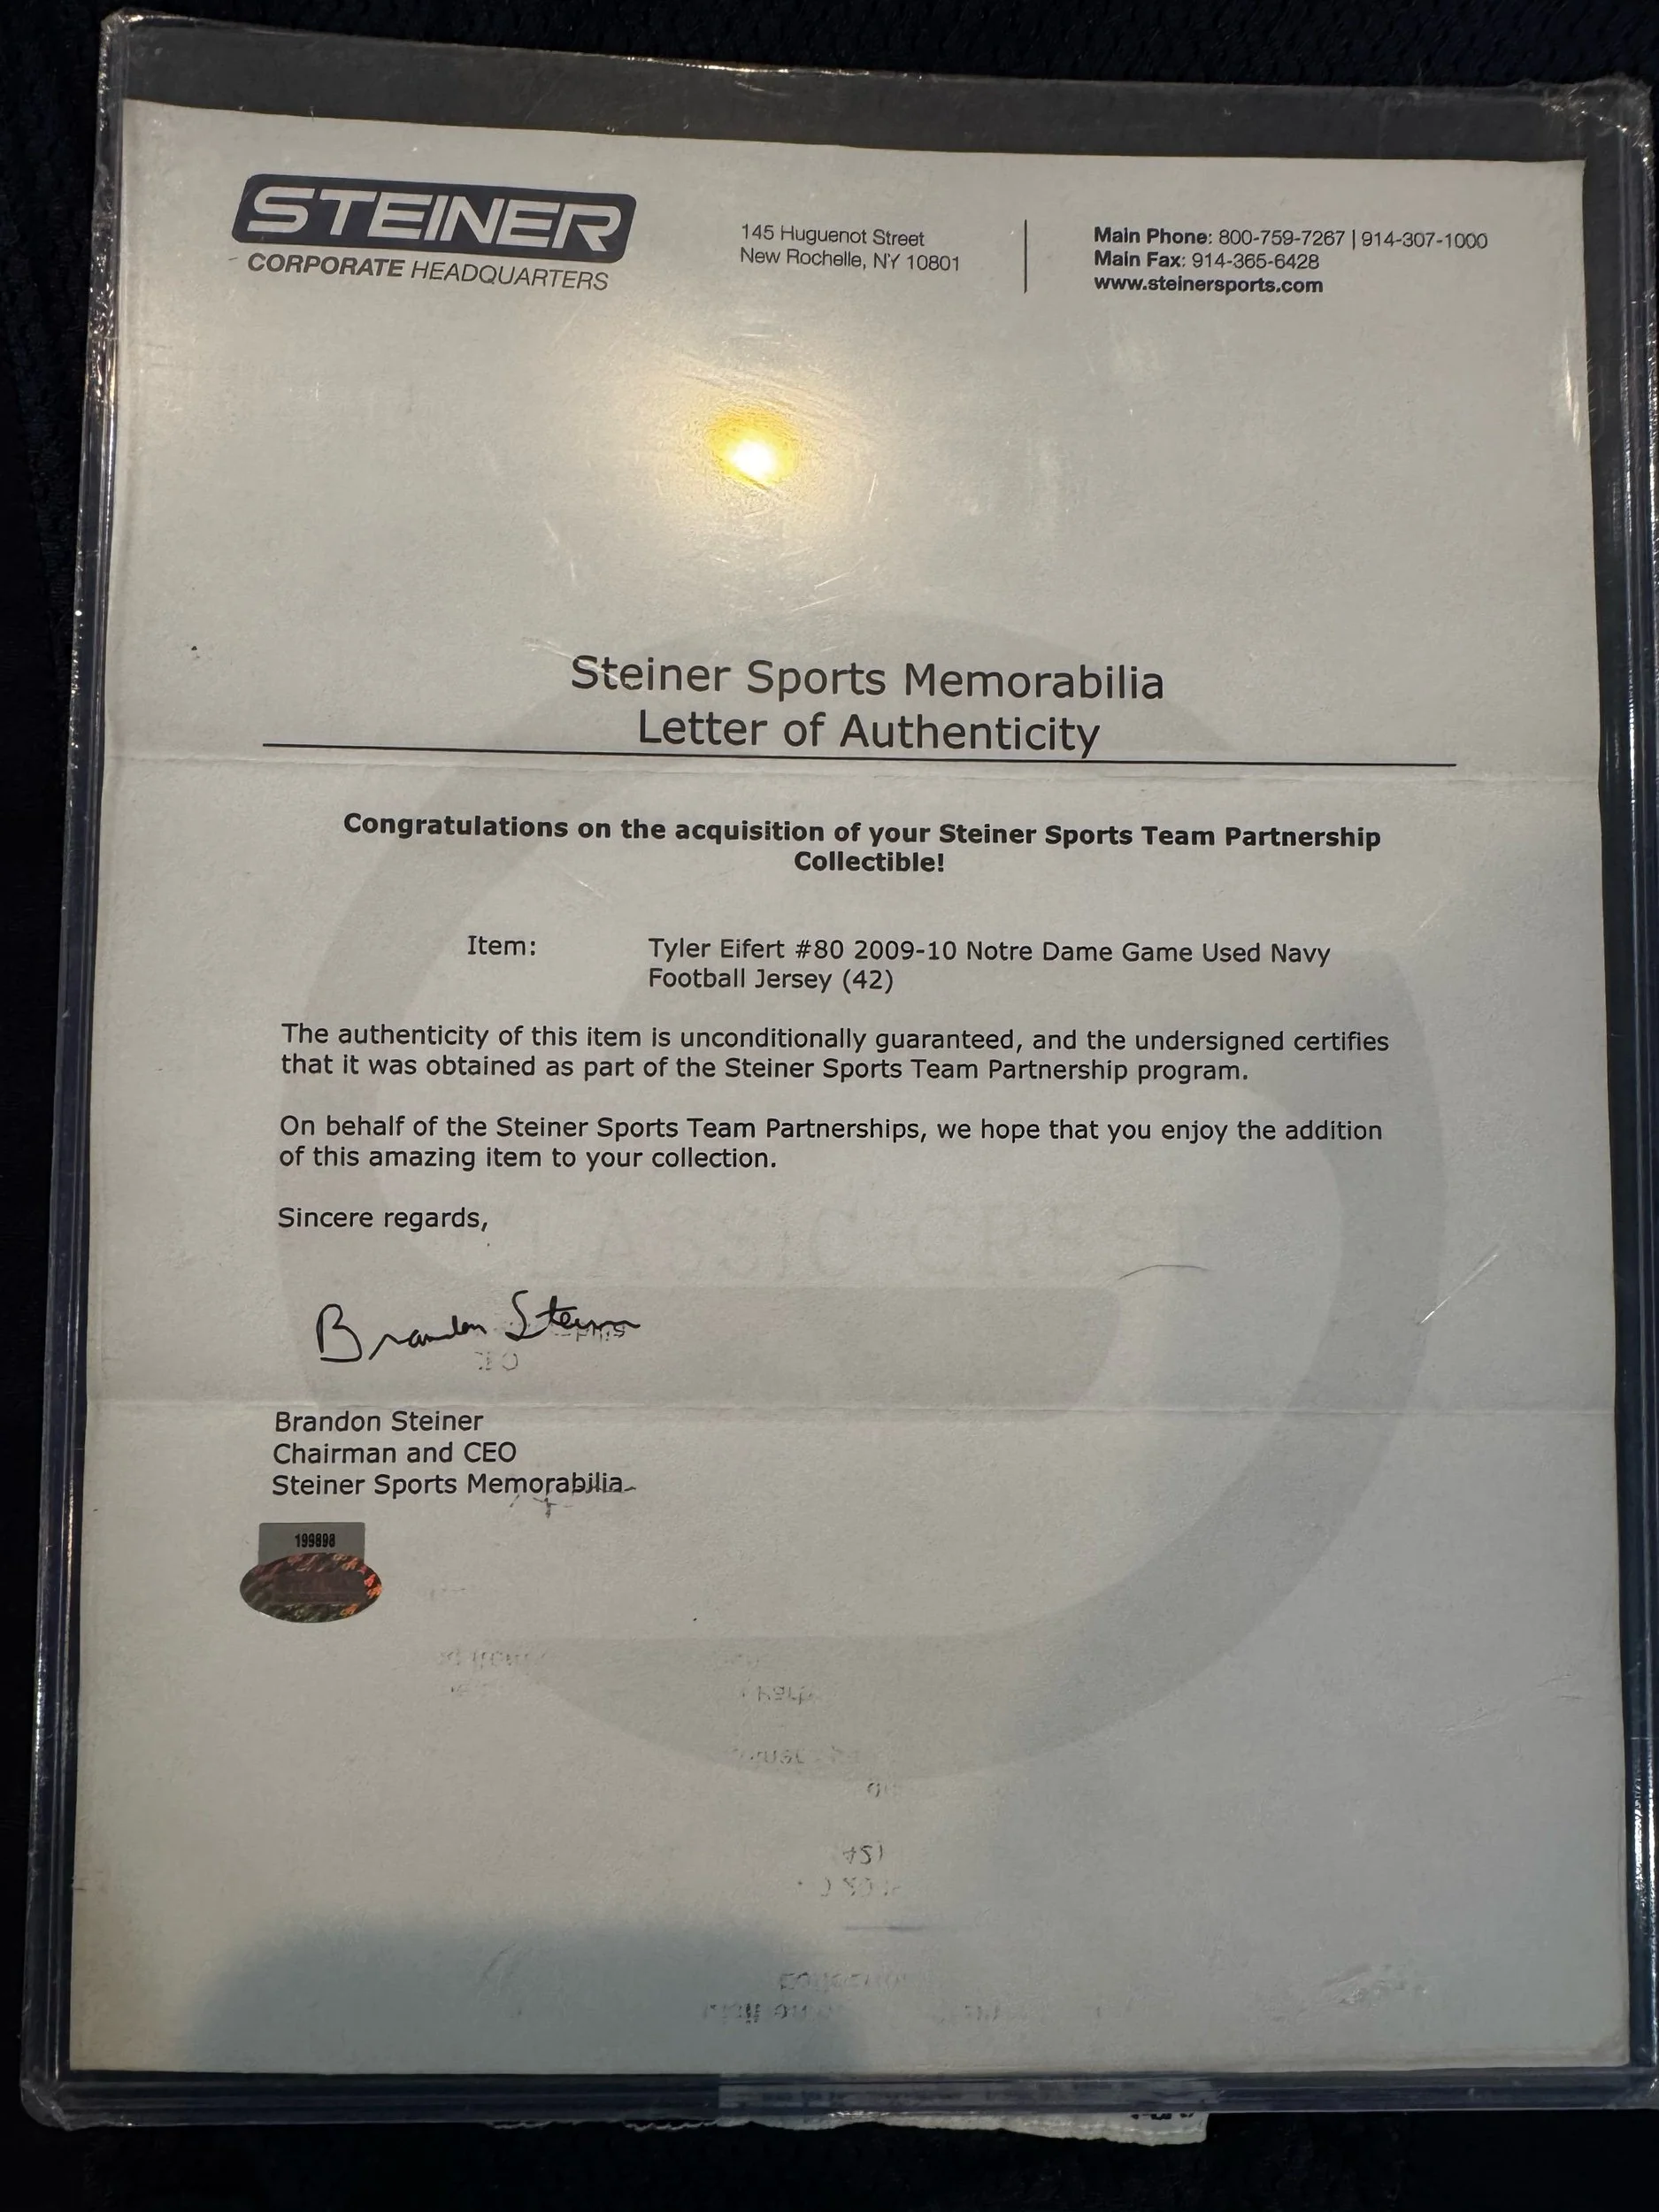 STEINER
CORPORATE HEADQUARTERS
145 Huguenot Street
New Rochelle, NY 10801
Main Phone: 800-759-7267 | 914-307-1000
Main Fax: 914-365-6428
www.steinersports.com
Steiner Sports Memorabilia
Letter of Authenticity
Congratulations on the acquisition of your Steiner Sports Team Partnership
Collectible!
Item: Tyler Eifert #80 2009-10 Notre Dame Game Used Navy
Football Jersey (42)
The authenticity of this item is unconditionally guaranteed, and the undersigned certifies
that it was obtained as part of the Steiner Sports Team Partnership program.
On behalf of the Steiner Sports Team Partnerships, we hope that you enjoy the addition
of this amazing item to your collection.
Sincere regards,
Brandon Steiner
Brandon Steiner
Chairman and CEO
Steiner Sports Memorabilia
199898